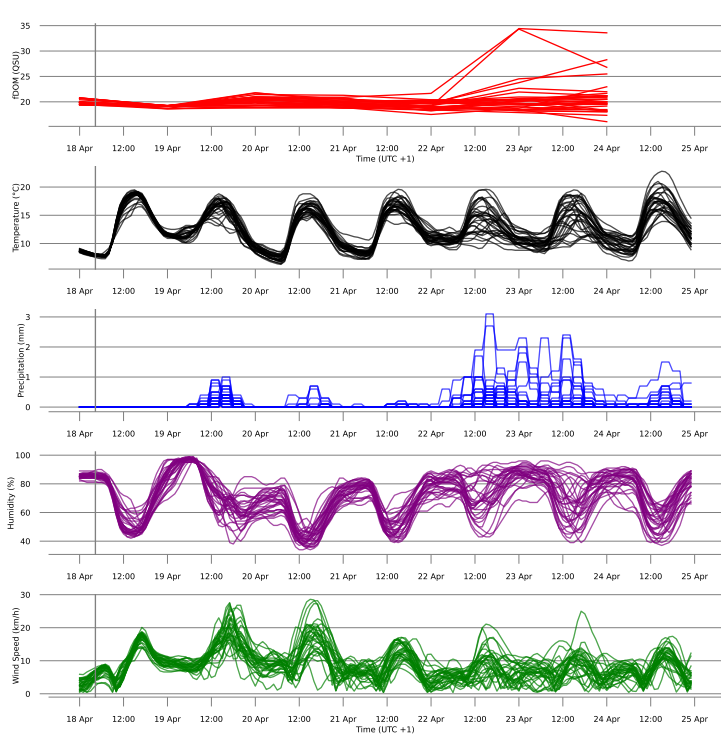 35
30
25
20
fDOM (QSU)
18 Apr 12:00 19 Apr 12:00 20 Apr 12:00 21 Apr 12:00 22 Apr 12:00 23 Apr 12:00 24 Apr 12:00 25 Apr
Time (UTC +1)
20
15
10
Temperature (°C)
18 Apr 12:00 19 Apr 12:00 20 Apr 12:00 21 Apr 12:00 22 Apr 12:00 23 Apr 12:00 24 Apr 12:00 25 Apr
3
2
1
0
Precipitation (mm)
18 Apr 12:00 19 Apr 12:00 20 Apr 12:00 21 Apr 12:00 22 Apr 12:00 23 Apr 12:00 24 Apr 12:00 25 Apr
100
80
60
40
Humidity (%)
18 Apr 12:00 19 Apr 12:00 20 Apr 12:00 21 Apr 12:00 22 Apr 12:00 23 Apr 12:00 24 Apr 12:00 25 Apr
30
20
10
0
Wind Speed (km/h)
18 Apr 12:00 19 Apr 12:00 20 Apr 12:00 21 Apr 12:00 22 Apr 12:00 23 Apr 12:00 24 Apr 12:00 25 Apr
Time (UTC +1)